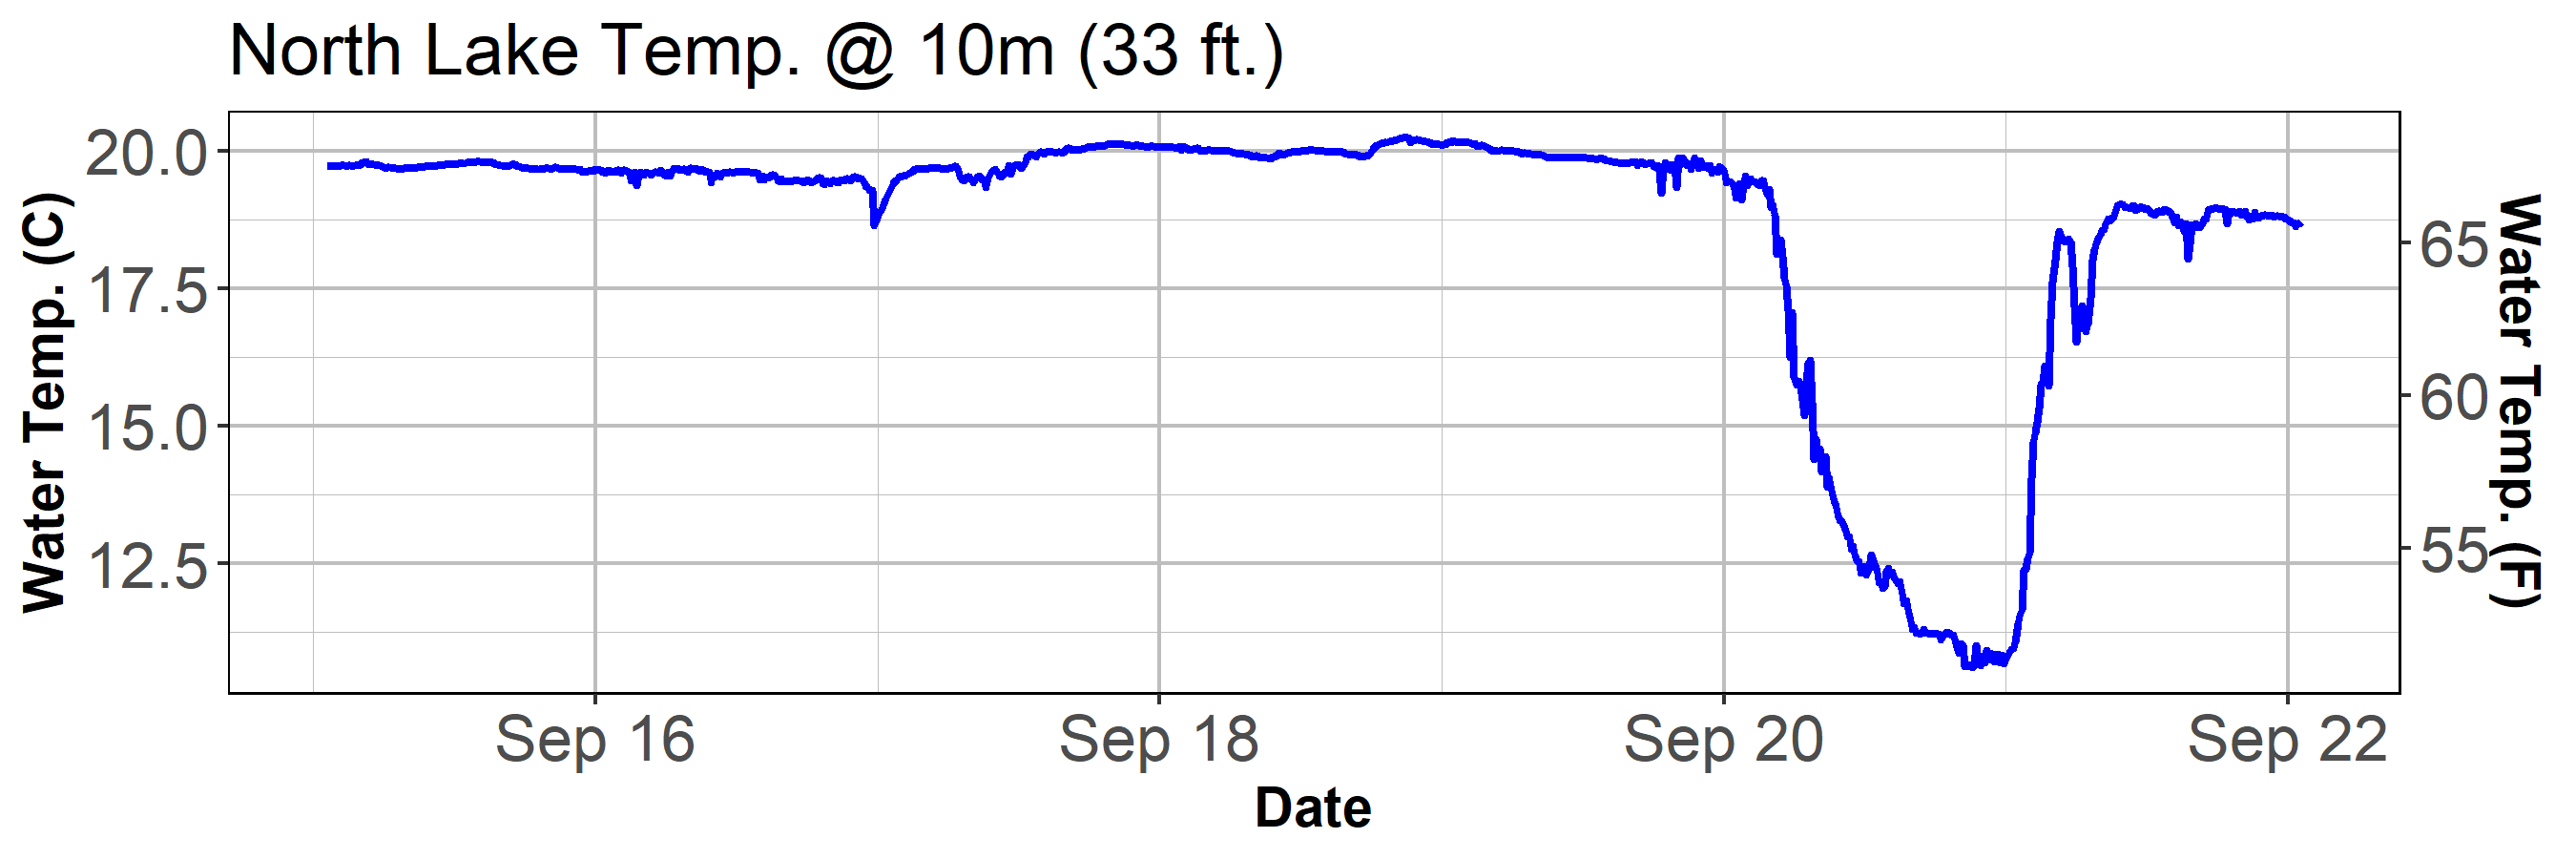 North Lake Temp. @ 10m (33 ft.)
Water Temp. (C)
20.0
17.5
15.0
12.5
65
60
55
Water Temp. (F)
Sep 16 Sep 18 Sep 20 Sep 22
Date